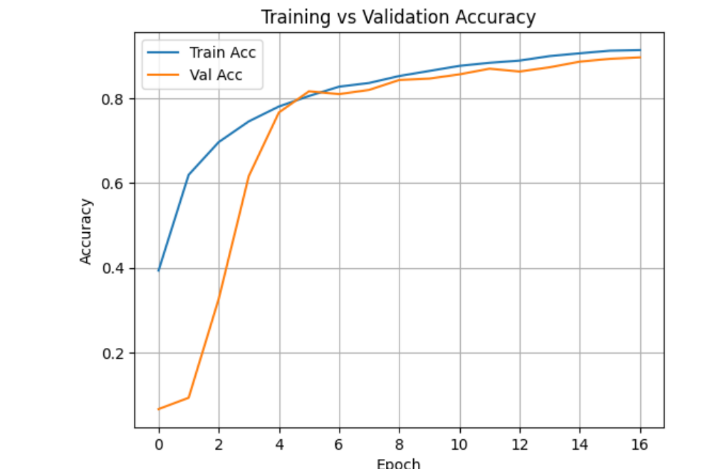 Training vs Validation Accuracy
Train Acc
Val Acc
Accuracy
0.8
0.6
0.4
0.2
0 2 4 6 8 10 12 14 16
Epoch